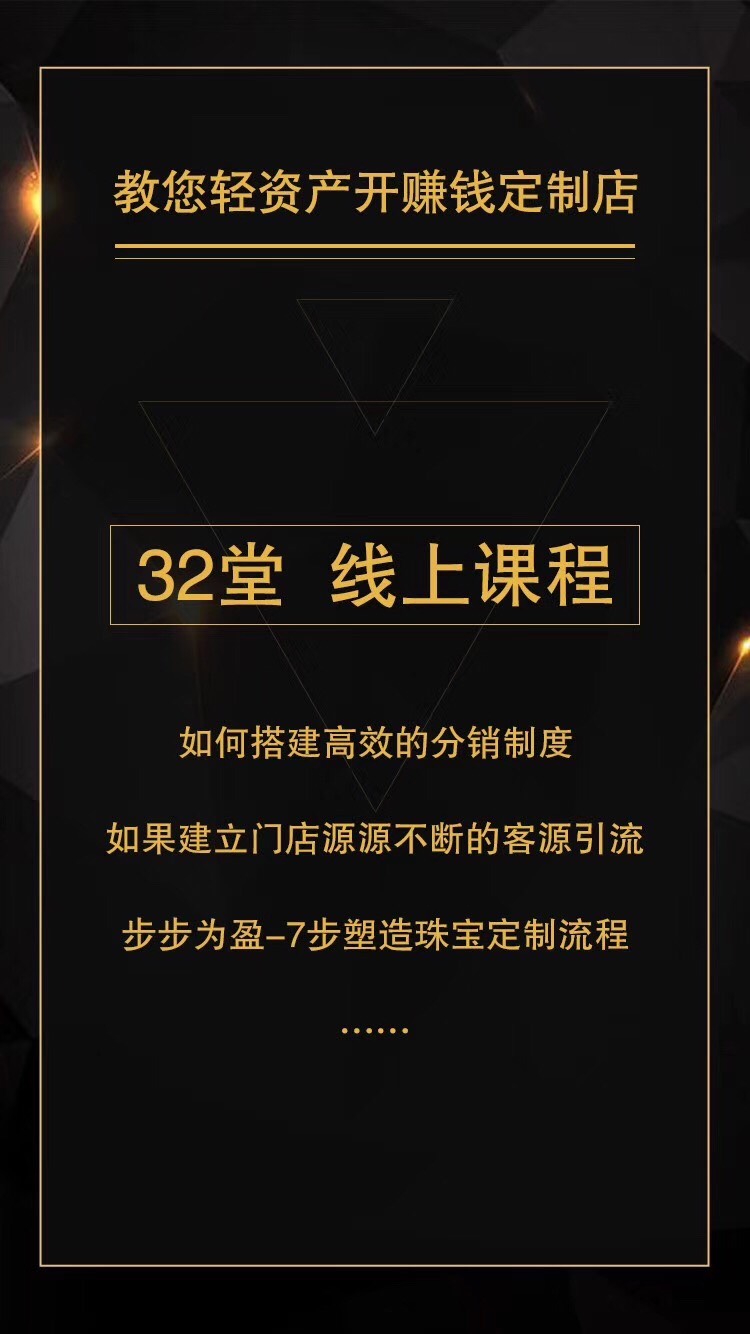 教您轻资产开赚钱定制店
32堂 线上课程
如何搭建高效的分销制度
如果建立门店源源不断的客源引流
步步为盈-7步塑造珠宝定制流程
……